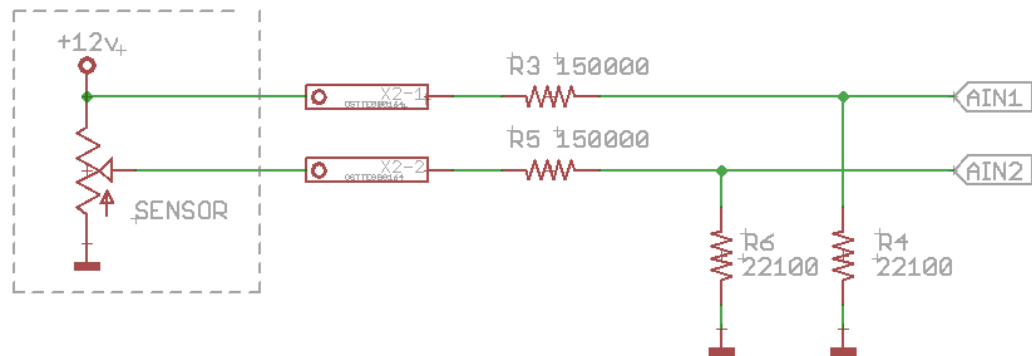 +12v
X2-1
R3 150000
AIN1
X2-2
R5 150000
AIN2
SENSOR
R6
22100
R4
22100